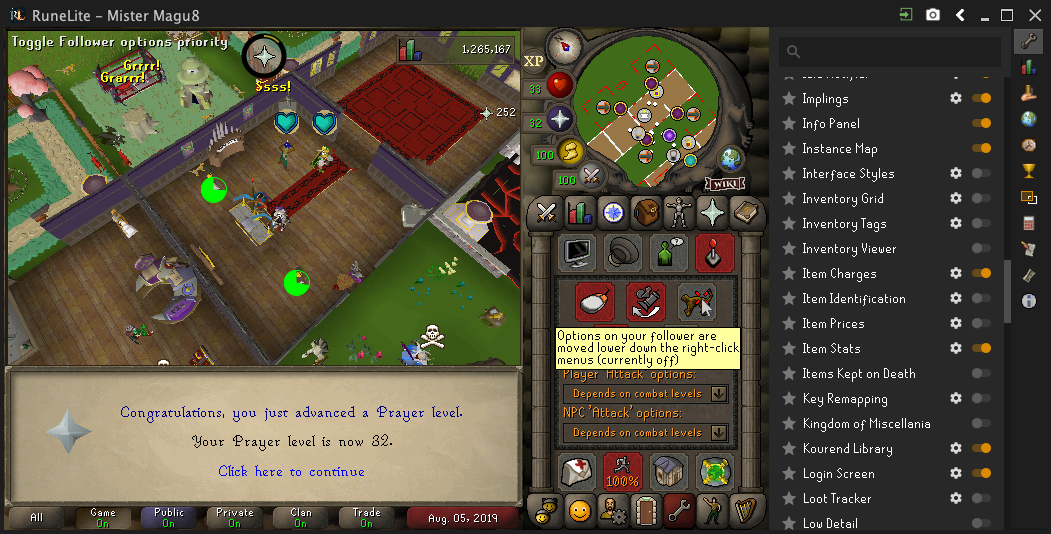 RuneLite - Mister Magu8
Toggle Follower options priority
Grrr!
Grarrr!
Ssss!
1,265,167
252
XP
33
32
100
100
WIKI
Options on your follower are
moved lower down the right-click
menus (currently off)
Player 'Attack' options:
Depends on combat levels
NPC 'Attack' options:
Depends on combat levels
100%
Congratulations, you just advanced a Prayer level.
Your Prayer level is now 32.
Click here to continue
All
Game
On
Public
On
Private
On
Clan
On
Trade
On
Aug. 05, 2019
Implings
Info Panel
Instance Map
Interface Styles
Inventory Grid
Inventory Tags
Inventory Viewer
Item Charges
Item Identification
Item Prices
Item Stats
Items Kept on Death
Key Remapping
Kingdom of Miscellania
Kourend Library
Login Screen
Loot Tracker
Low Detail